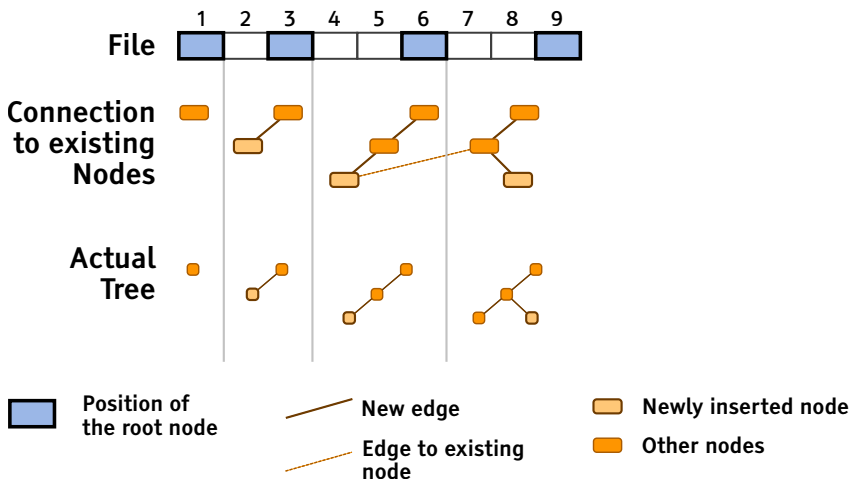 1 2 3 4 5 6 7 8 9
File
Connection
to existing
Nodes
Actual
Tree
Position of
the root node
New edge
Edge to existing
node
Newly inserted node
Other nodes